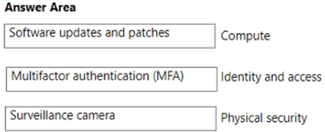 Answer Area
Software updates and patches Compute
Multifactor authentication (MFA) Identity and access
Surveillance camera Physical security